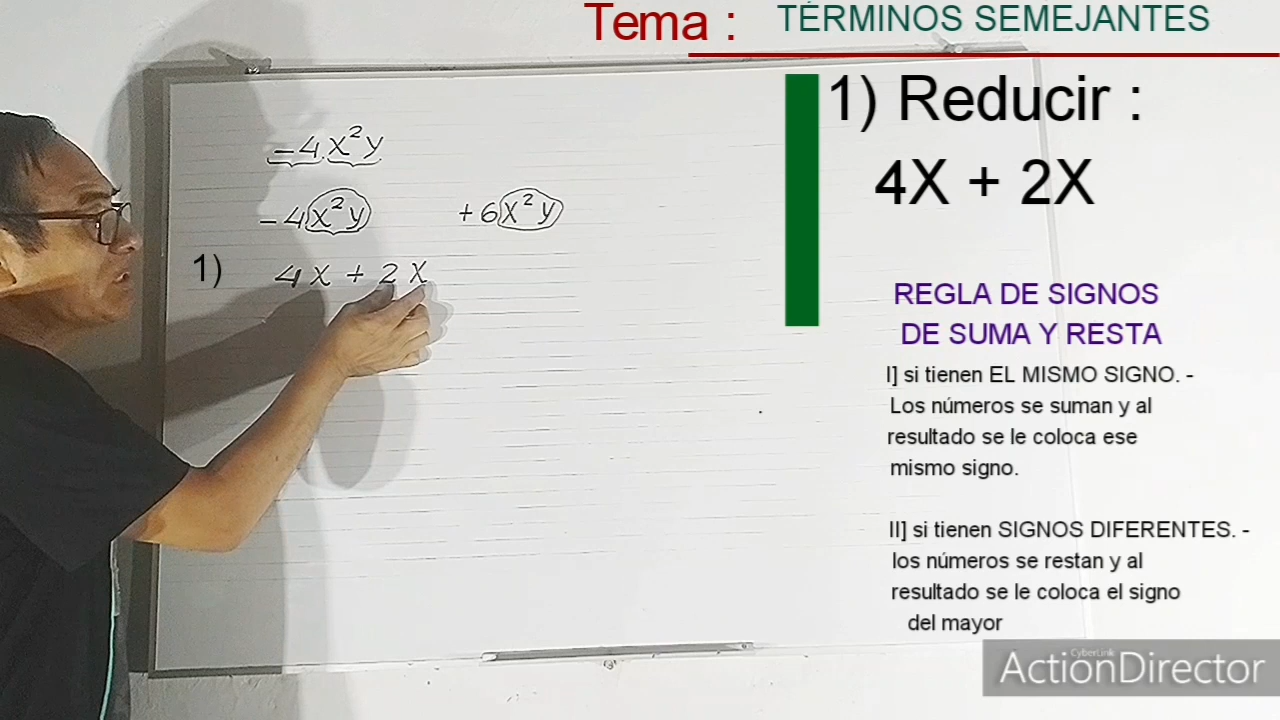 Tema : TÉRMINOS SEMEJANTES
1) Reducir :
4X + 2X
-4x²y
-4x²y +6x²y
1) 4x + 2x
REGLA DE SIGNOS
DE SUMA Y RESTA
I] si tienen EL MISMO SIGNO. -
Los números se suman y al
resultado se le coloca ese
mismo signo.
II] si tienen SIGNOS DIFERENTES. -
los números se restan y al
resultado se le coloca el signo
del mayor
CyberLink
ActionDirector